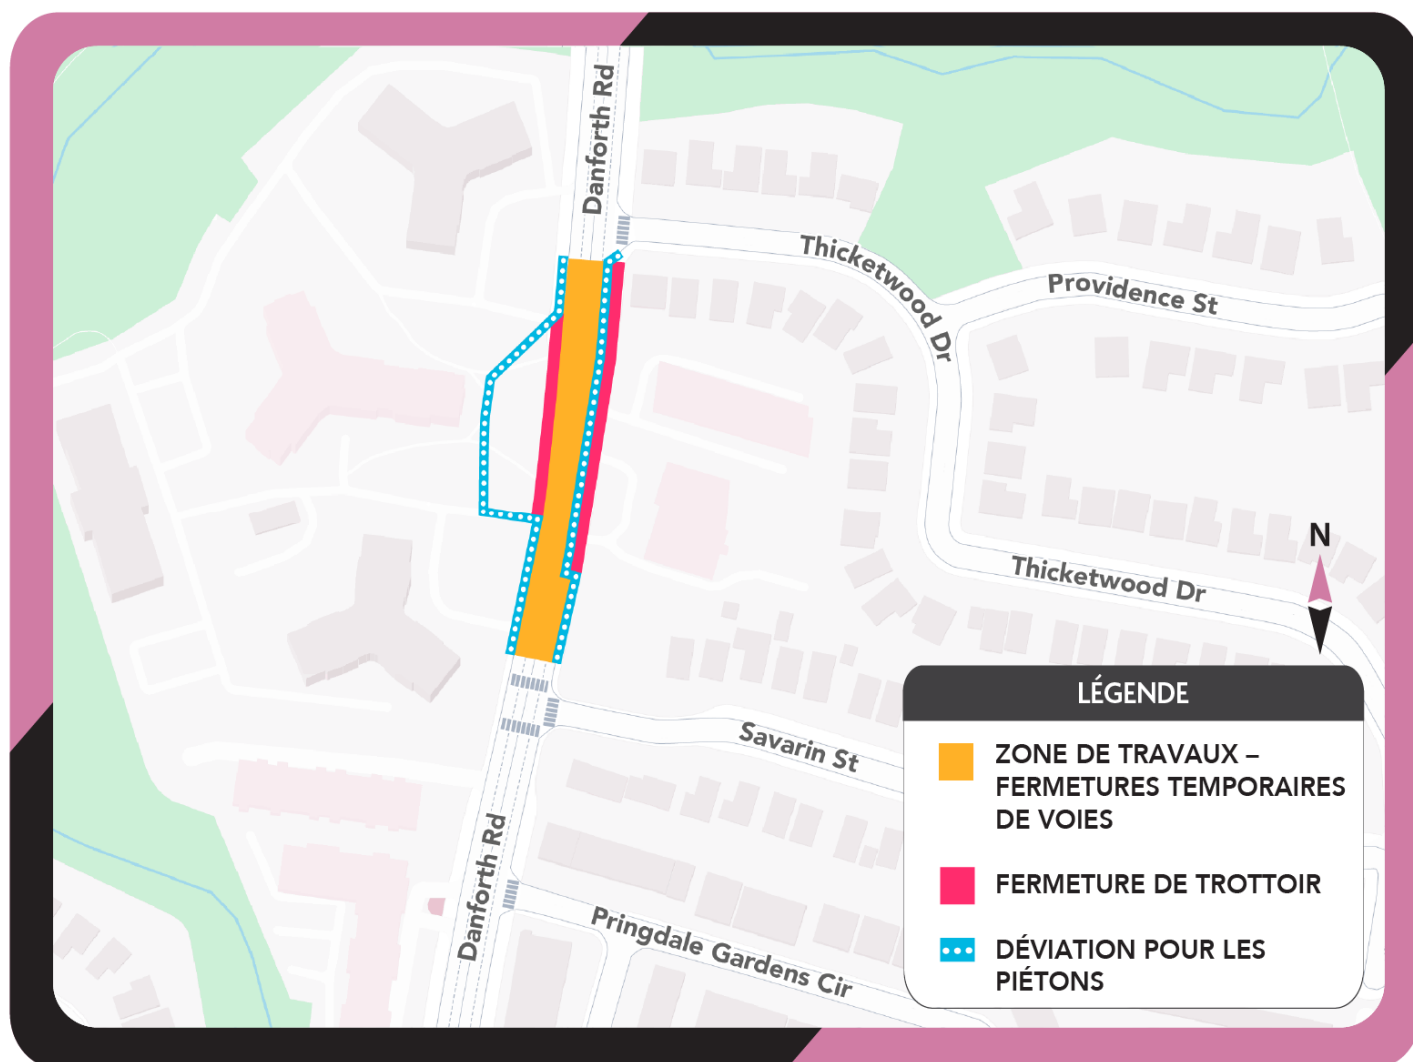 Danforth Rd
Thicketwood Dr
Providence St
N
Thicketwood Dr
Savarin St
Danforth Rd
Pringdale Gardens Cir
LÉGENDE
ZONE DE TRAVAUX –
FERMETURES TEMPORAIRES
DE VOIES
FERMETURE DE TROTTOIR
DÉVIATION POUR LES
PIÉTONS